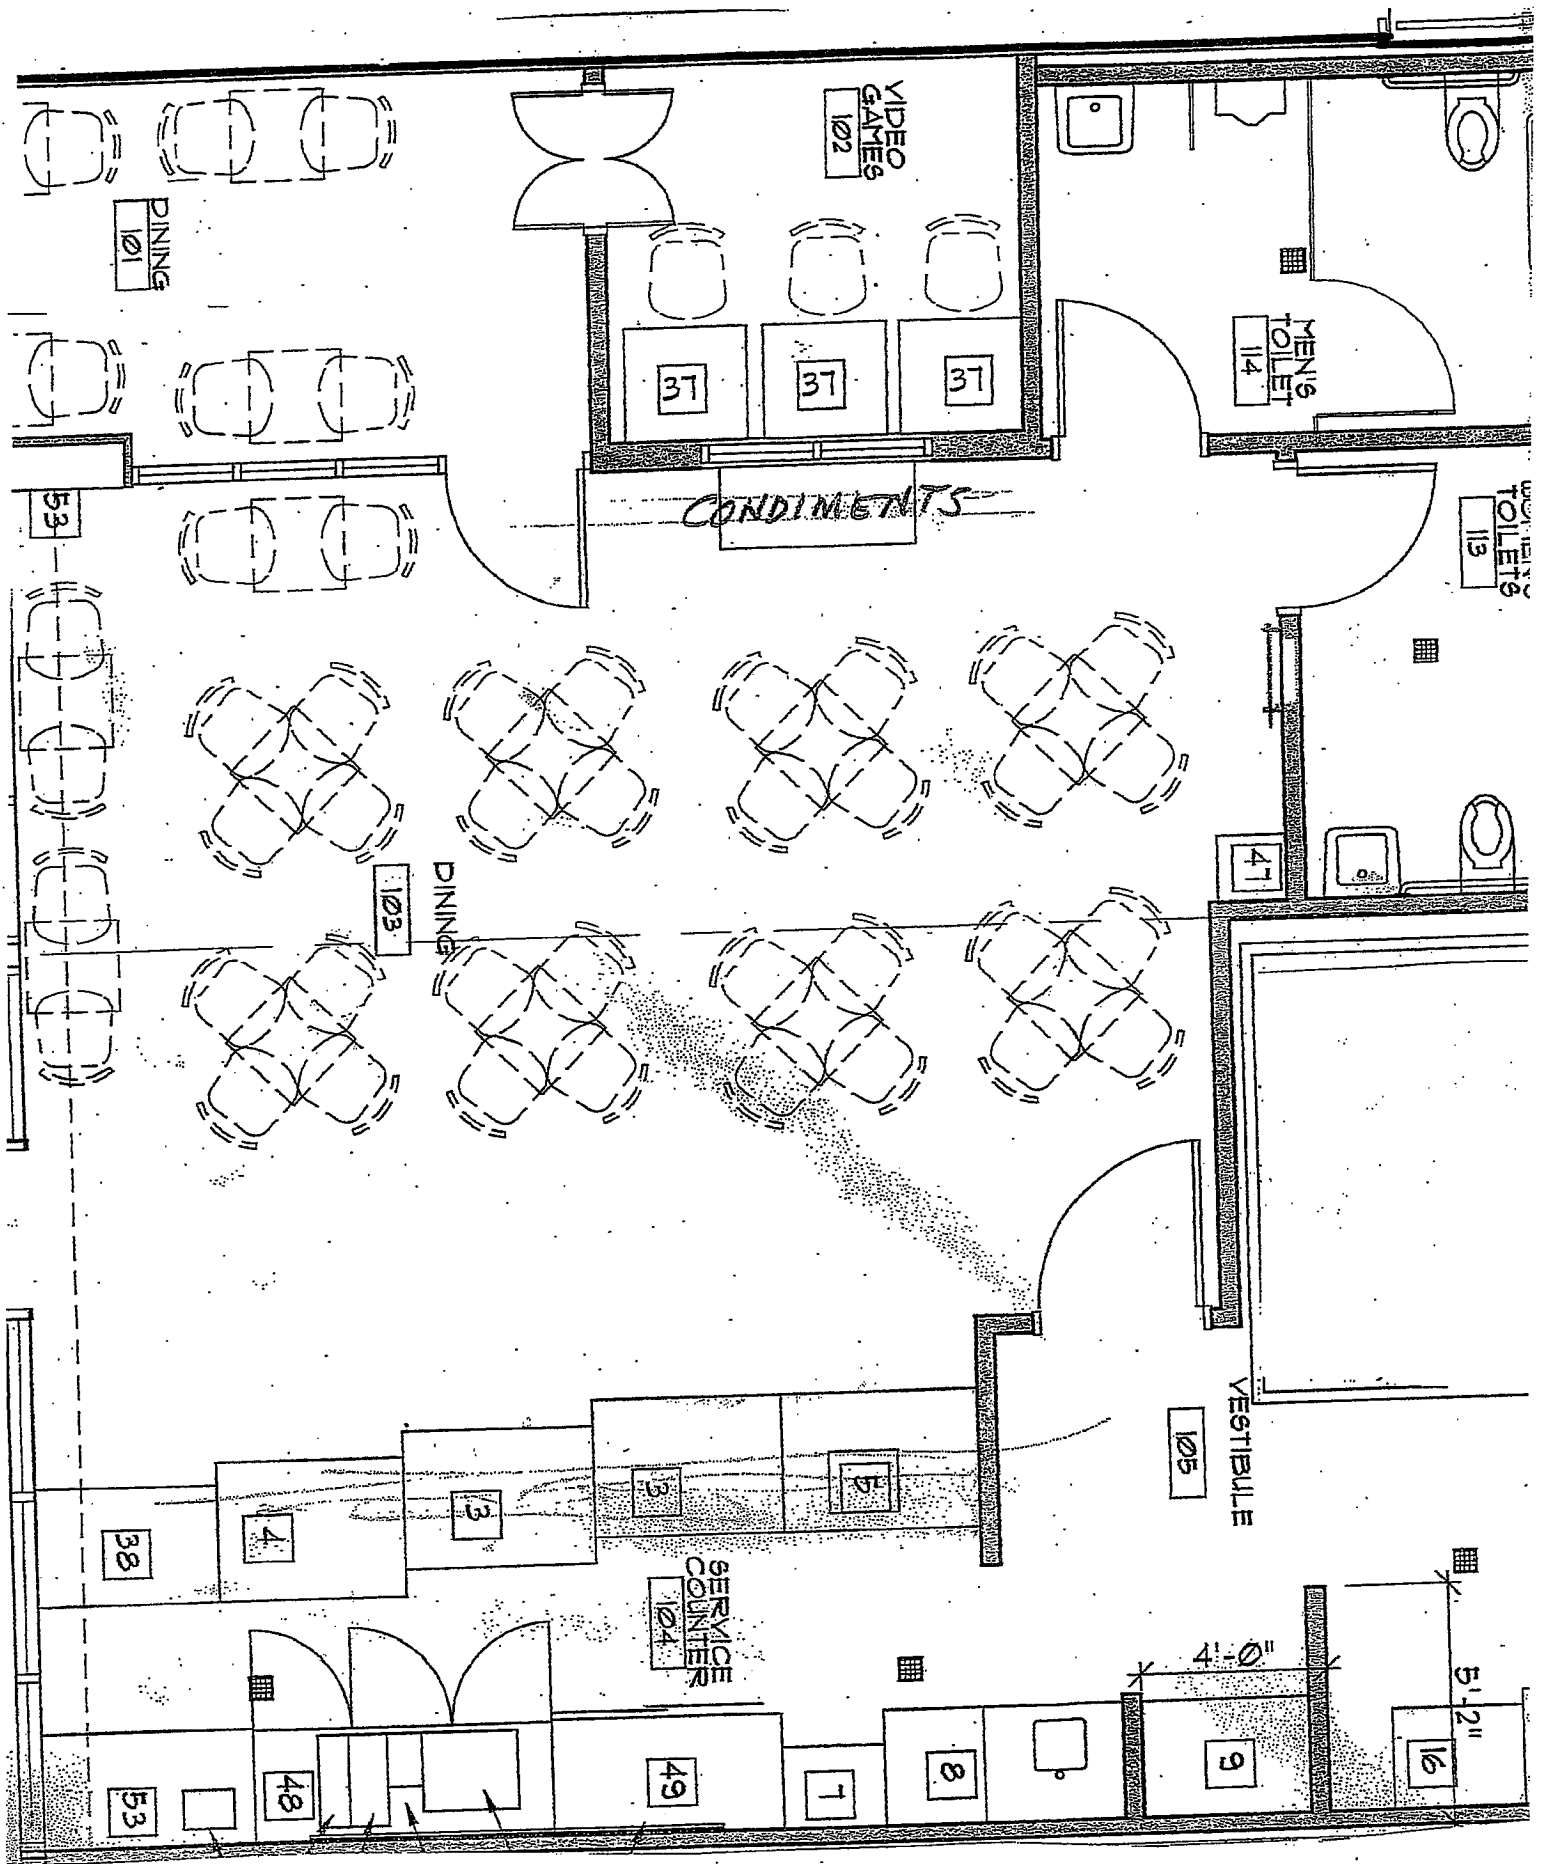 VIDEO
GAMES
102
DINING
101
MEN'S
TOILET
114
37
37
37
53
CONDIMENTS
TOILETS
113
47
DINING
103
VESTIBULE
105
5
3
3
4
38
SERVICE
COUNTER
104
4'-0"
5'-2"
53
48
49
7
8
9
16